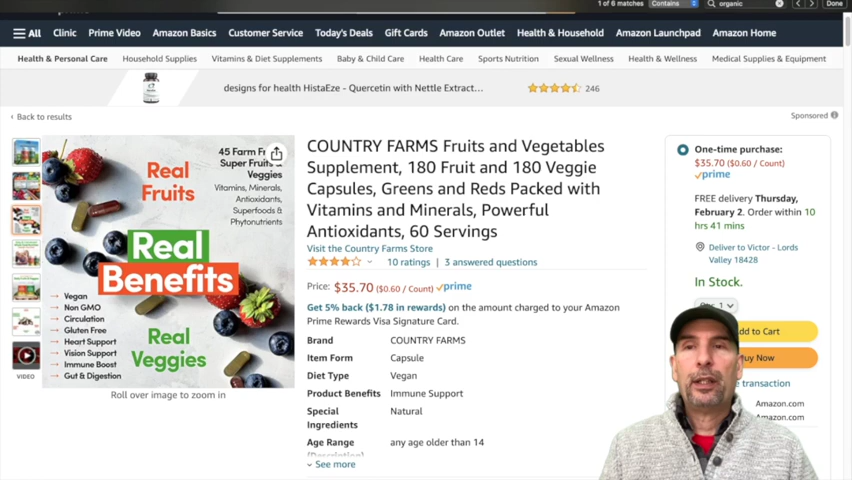 1 of 6 matches Contains organic Done
All Clinic Prime Video Amazon Basics Customer Service Today's Deals Gift Cards Amazon Outlet Health & Household Amazon Launchpad Amazon Home
Health & Personal Care Household Supplies Vitamins & Diet Supplements Baby & Child Care Health Care Sports Nutrition Sexual Wellness Health & Wellness Medical Supplies & Equipment
designs for health HistaEze - Quercetin with Nettle Extract... 246
‹ Back to results
Sponsored
Real
Fruits
45 Farm
Super Fruits
Veggies
Vitamins, Minerals,
Antioxidants,
Superfoods &
Phytonutrients
Real
Benefits
Vegan
Non GMO
Circulation
Gluten Free
Heart Support
Vision Support
Immune Boost
Gut & Digestion
Real
Veggies
VIDEO
Roll over image to zoom in
COUNTRY FARMS Fruits and Vegetables
Supplement, 180 Fruit and 180 Veggie
Capsules, Greens and Reds Packed with
Vitamins and Minerals, Powerful
Antioxidants, 60 Servings
Visit the Country Farms Store
10 ratings | 3 answered questions
Price: $35.70 ($0.60 / Count) prime
Get 5% back ($1.78 in rewards) on the amount charged to your Amazon
Prime Rewards Visa Signature Card.
Brand COUNTRY FARMS
Item Form Capsule
Diet Type Vegan
Product Benefits Immune Support
Special Natural
Ingredients
Age Range any age older than 14
See more
One-time purchase:
$35.70 ($0.60 / Count)
prime
FREE delivery Thursday,
February 2. Order within 10
hrs 41 mins
Deliver to Victor - Lords
Valley 18428
In Stock.
to Cart
Now
transaction
Amazon.com
Amazon.com